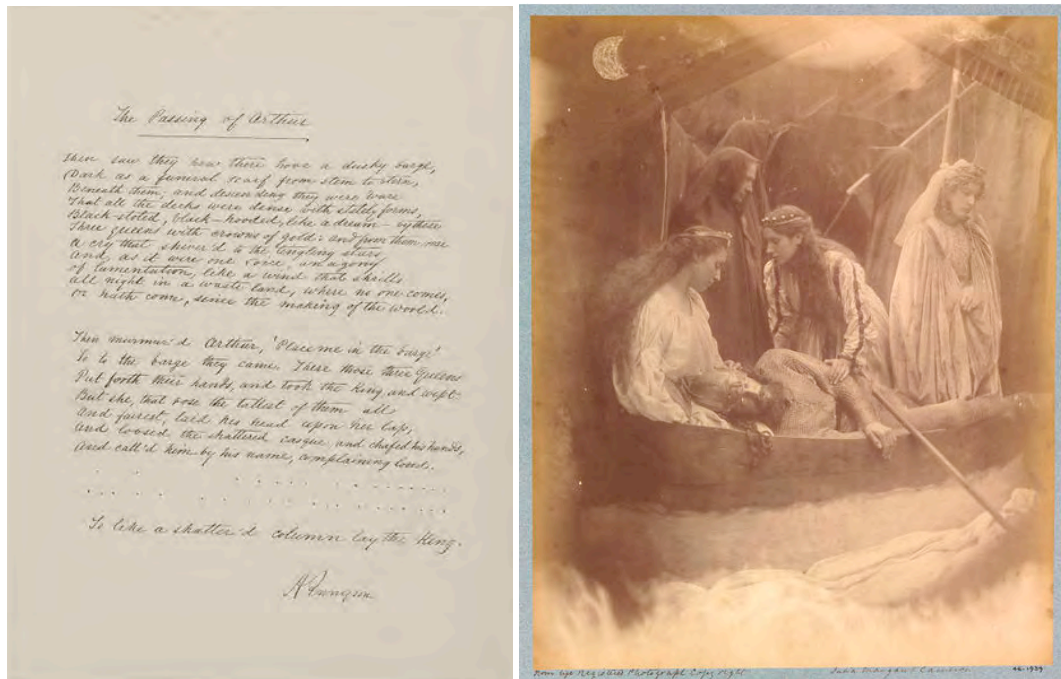 The Passing of Arthur
Then saw they how there hove a dusky barge,
Dark as a funeral scarf from stem to stern,
Beneath them; and descending they were ware
That all the decks were dense with stately forms,
Black-stoled, black-hooded, like a dream - by these
Three queens with crowns of gold: and from them rose
a cry that shiver'd to the tingling stars
and, as it were one voice, an agony
of lamentation, like a wind that shrills
all night in a waste land, where no one comes,
or hath come, since the making of the world.
Then murmur'd Arthur, 'Place me in the barge'
So to the barge they came. There those three Queens
Put forth their hands, and took the King, and wept.
But she, that rose the tallest of them all
and fairest, laid his head upon her lap,
and loosed the shattered casque and chafed his hands,
and call'd him by his name, complaining loud.
So like a shatter'd column lay the King.
A Tennyson
From life Registered Photograph Copy right
Julia Margaret Cameron